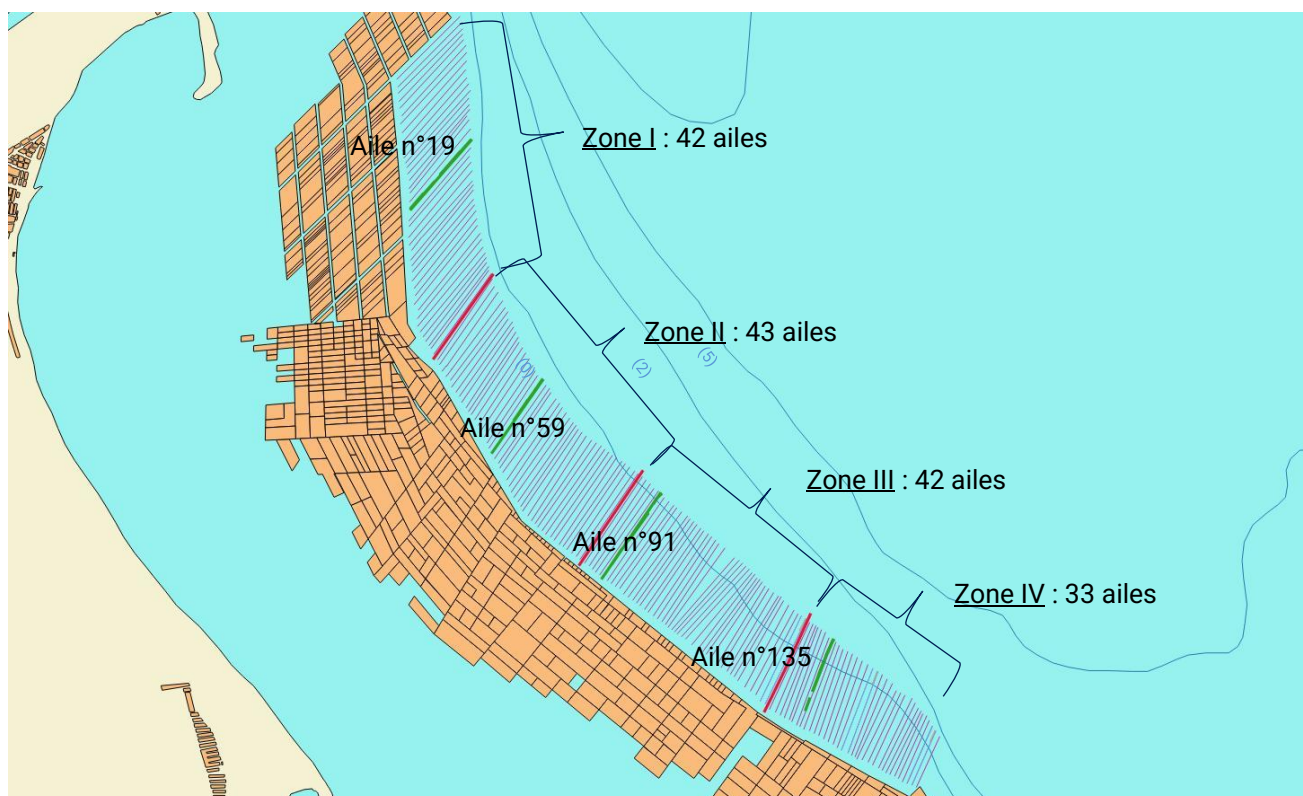 Aile n°19
Zone I : 42 ailes
Zone II : 43 ailes
(0)
(2)
(5)
Aile n°59
Zone III : 42 ailes
Aile n°91
Zone IV : 33 ailes
Aile n°135